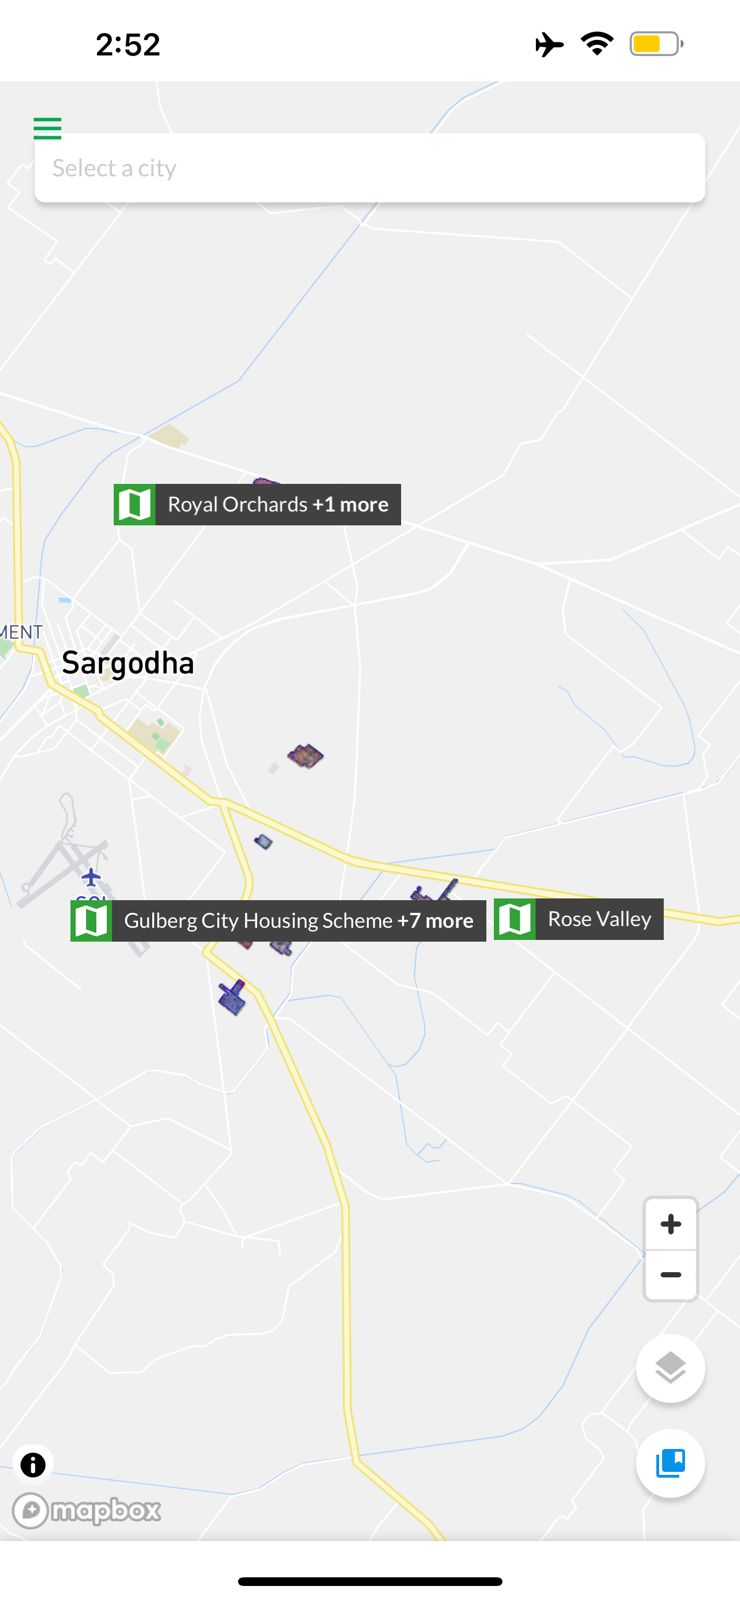 2:52
Select a city
Royal Orchards +1 more
MENT
Sargodha
Gulberg City Housing Scheme +7 more
Rose Valley
mapbox